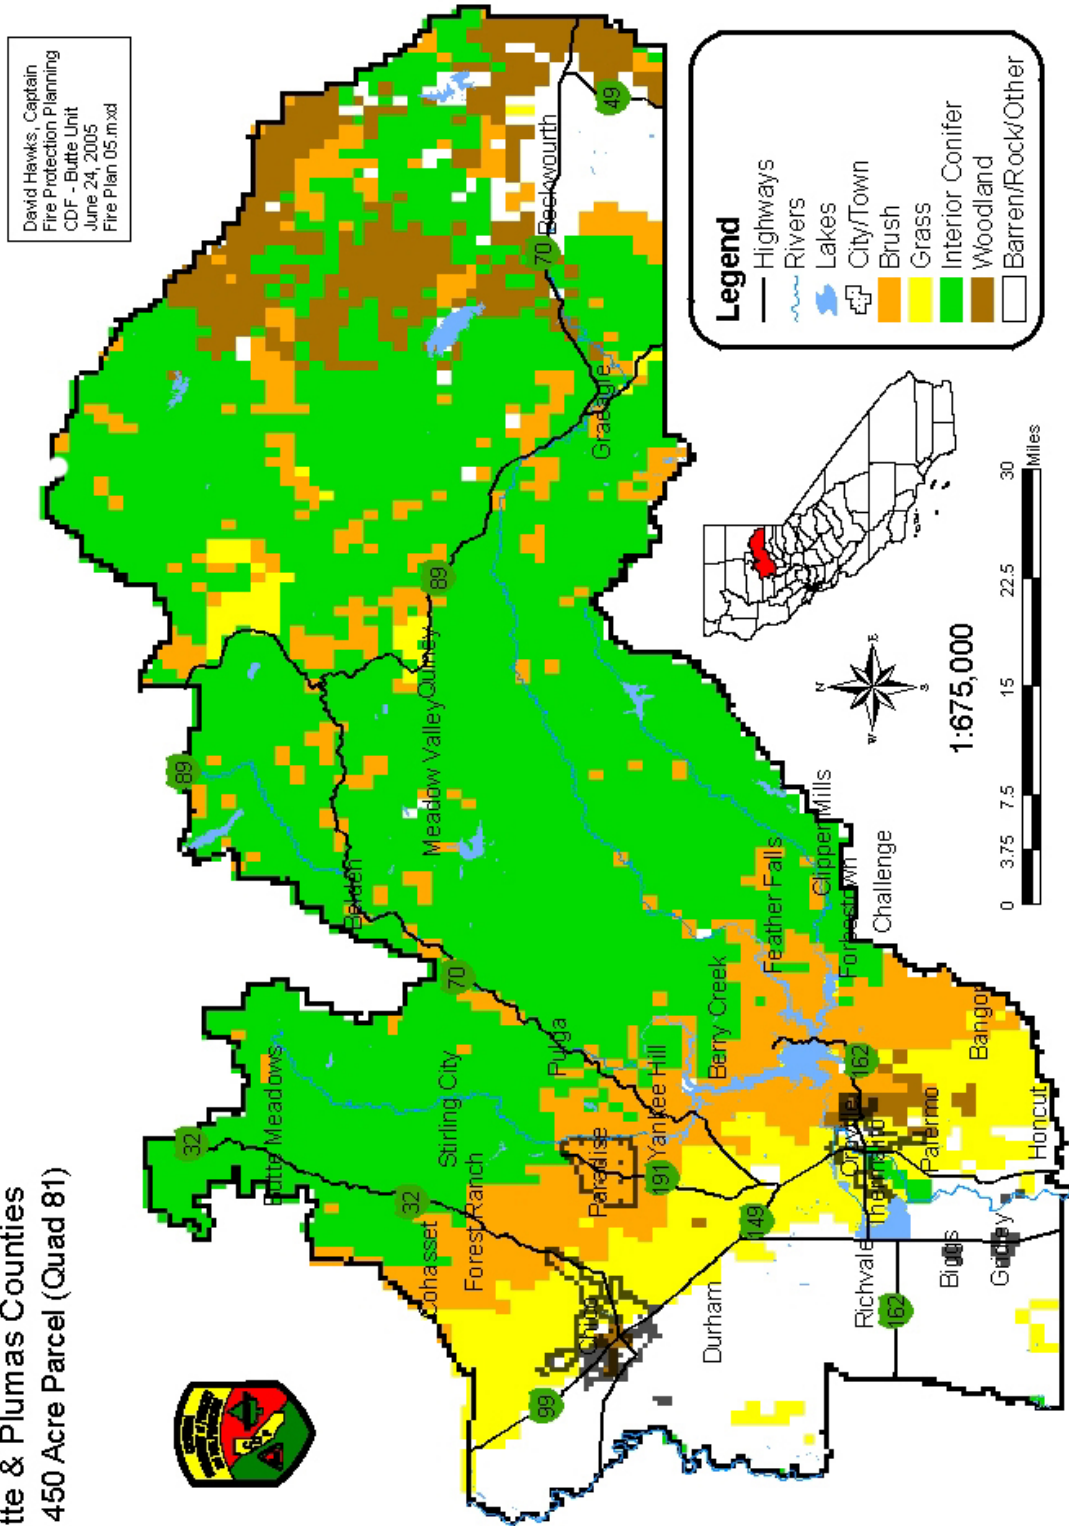 tte & Plumas Counties
450 Acre Parcel (Quad 81)
David Hawks, Captain
Fire Protection Planning
CDF - Butte Unit
June 24, 2005
Fire Plan 05.mxd
32
Butte Meadows
32
Cohasset
Forest Ranch
Stirling City
99
Chico
Paradise
Pulga
Yankee Hill
191
149
Durham
Berry Creek
Feather Falls
Clipper Mills
Forbestown
Challenge
Richvale
162
162
Oroville
Thermalito
Palermo
Biggs
Gridley
Bangor
Honcut
70
Belden
89
Meadow Valley
Quincy
89
Graeagle
70
Beckwourth
49
Legend
Highways
Rivers
Lakes
City/Town
Brush
Grass
Interior Conifer
Woodland
Barren/Rock/Other
N
E
S
W
1:675,000
0 3.75 7.5 15 22.5 30
Miles